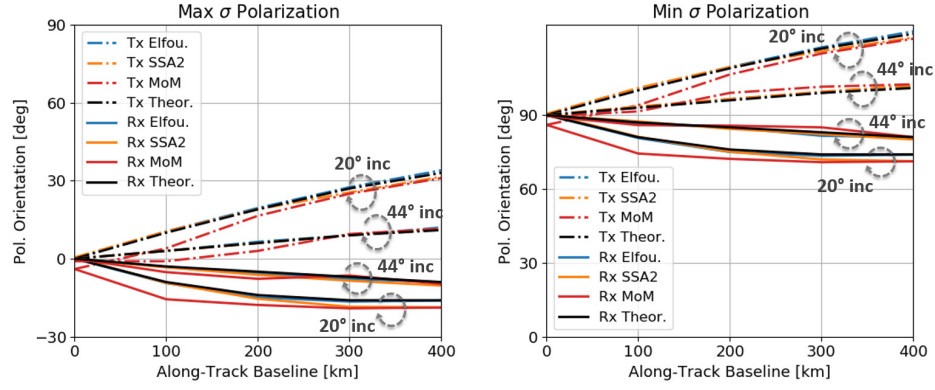 Max σ Polarization
Pol. Orientation [deg]
90
60
30
0
−30
Tx Elfou.
Tx SSA2
Tx MoM
Tx Theor.
Rx Elfou.
Rx SSA2
Rx MoM
Rx Theor.
20° inc
44° inc
44° inc
20° inc
0
100
200
300
400
Along-Track Baseline [km]
Min σ Polarization
Pol. Orientation [deg]
90
60
30
0
20° inc
44° inc
44° inc
20° inc
Tx Elfou.
Tx SSA2
Tx MoM
Tx Theor.
Rx Elfou.
Rx SSA2
Rx MoM
Rx Theor.
0
100
200
300
400
Along-Track Baseline [km]